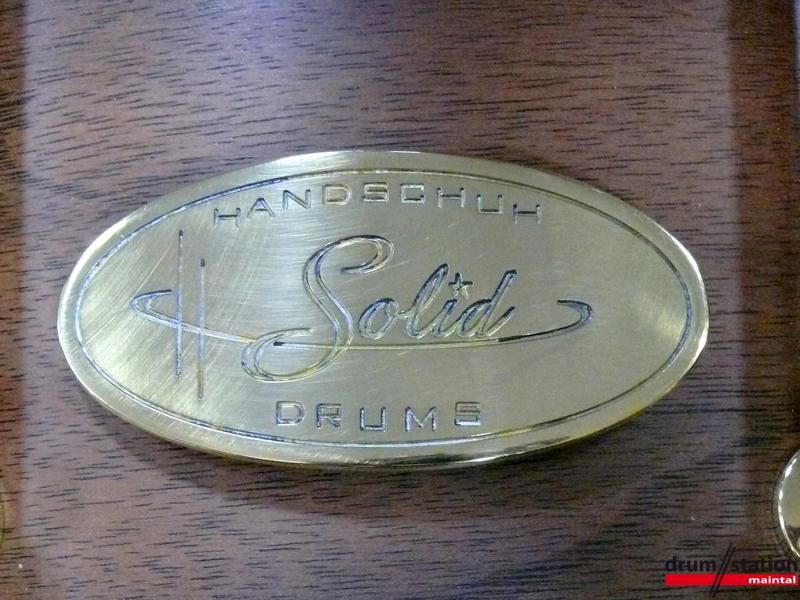 HANDSCHUH
H Solid
DRUMS
drum//station
maintal